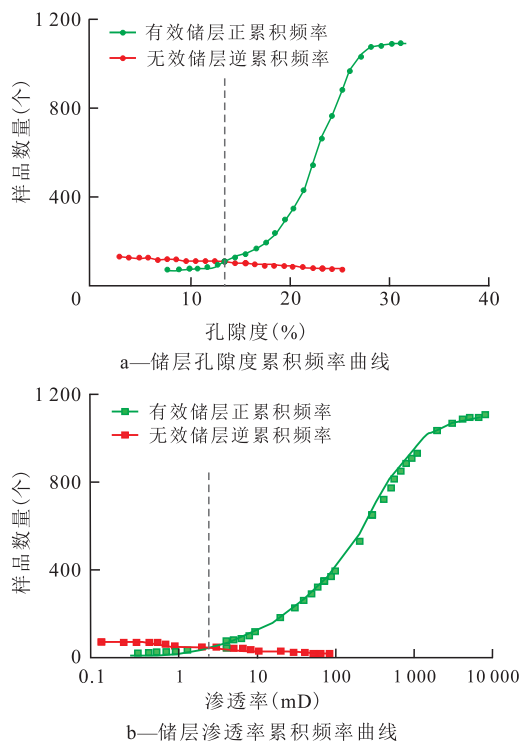 1 200
有效储层正累积频率
无效储层逆累积频率
800
样品数量(个)
400
0
10
20
30
40
孔隙度(%)
a—储层孔隙度累积频率曲线
1 200
有效储层正累积频率
无效储层逆累积频率
800
样品数量(个)
400
0
0.1
1
10
100
1 000
10 000
渗透率(mD)
b—储层渗透率累积频率曲线